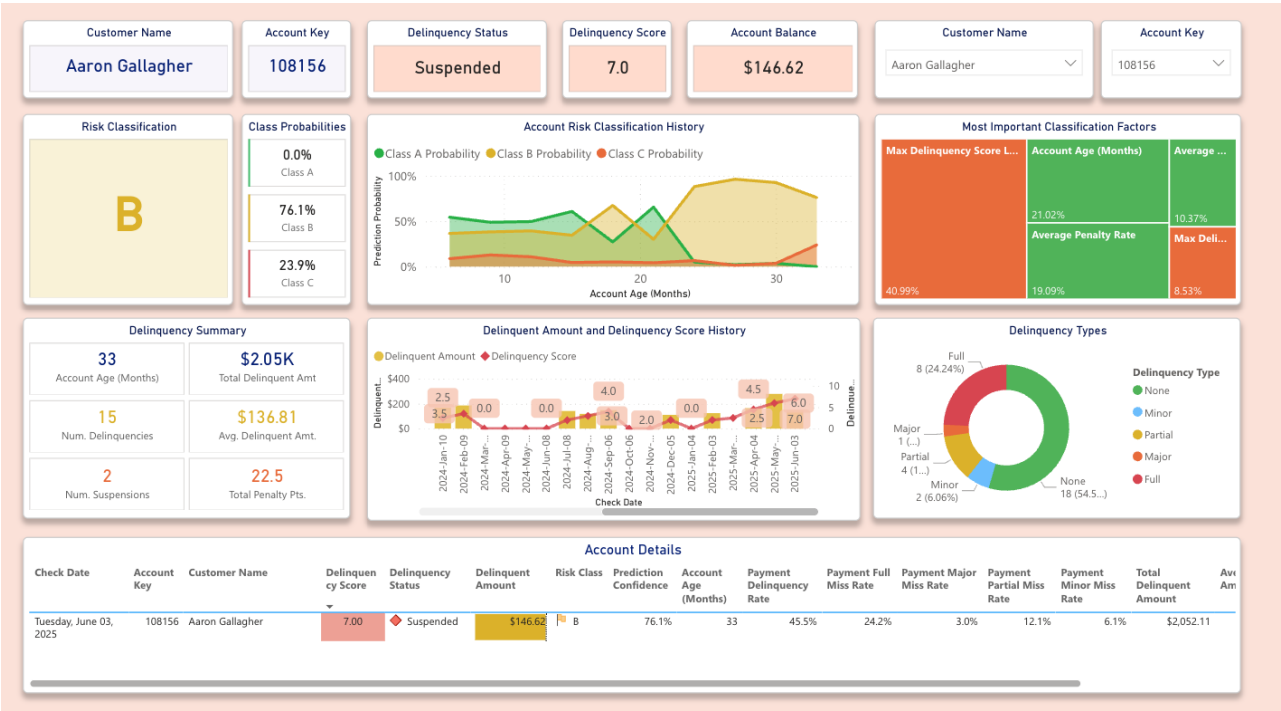 Customer Name
Aaron Gallagher
Account Key
108156
Delinquency Status
Suspended
Delinquency Score
7.0
Account Balance
$146.62
Customer Name
Aaron Gallagher
Account Key
108156
Risk Classification
B
Class Probabilities
0.0%
Class A
76.1%
Class B
23.9%
Class C
Account Risk Classification History
Class A Probability Class B Probability Class C Probability
Prediction Probability
100%
50%
0%
10 20 30
Account Age (Months)
Most Important Classification Factors
Max Delinquency Score L...
40.99%
Account Age (Months)
21.02%
Average Penalty Rate
19.09%
Average ...
10.37%
Max Deli...
8.53%
Delinquency Summary
33
Account Age (Months)
$2.05K
Total Delinquent Amt
15
Num. Delinquencies
$136.81
Avg. Delinquent Amt.
2
Num. Suspensions
22.5
Total Penalty Pts.
Delinquent Amount and Delinquency Score History
Delinquent Amount Delinquency Score
Delinquent...
$400
$200
$0
2.5
3.5
0.0
0.0
4.0
3.0
2.0
0.0
4.5
2.5
6.0
7.0
10
5
0
Delinque...
2024-Jan-10
2024-Feb-09
2024-Mar-...
2024-Apr-09
2024-May-...
2024-Jun-08
2024-Jul-08
2024-Aug-...
2024-Sep-06
2024-Oct-06
2024-Nov-...
2024-Dec-05
2025-Jan-04
2025-Feb-03
2025-Mar-...
2025-Apr-04
2025-May-...
2025-Jun-03
Check Date
Delinquency Types
Full
8 (24.24%)
Major
1 (...)
Partial
4 (1...)
Minor
2 (6.06%)
None
18 (54.5...)
Delinquency Type
None
Minor
Partial
Major
Full
Account Details
Check Date
Account
Key
Customer Name
Delinquen
cy Score
Delinquency
Status
Delinquent
Amount
Risk Class
Prediction
Confidence
Account
Age
(Months)
Payment
Delinquency
Rate
Payment Full
Miss Rate
Payment Major
Miss Rate
Payment
Partial Miss
Rate
Payment
Minor Miss
Rate
Total
Delinquent
Amount
Tuesday, June 03,
2025
108156 Aaron Gallagher 7.00 Suspended $146.62 B 76.1% 33 45.5% 24.2% 3.0% 12.1% 6.1% $2,052.11